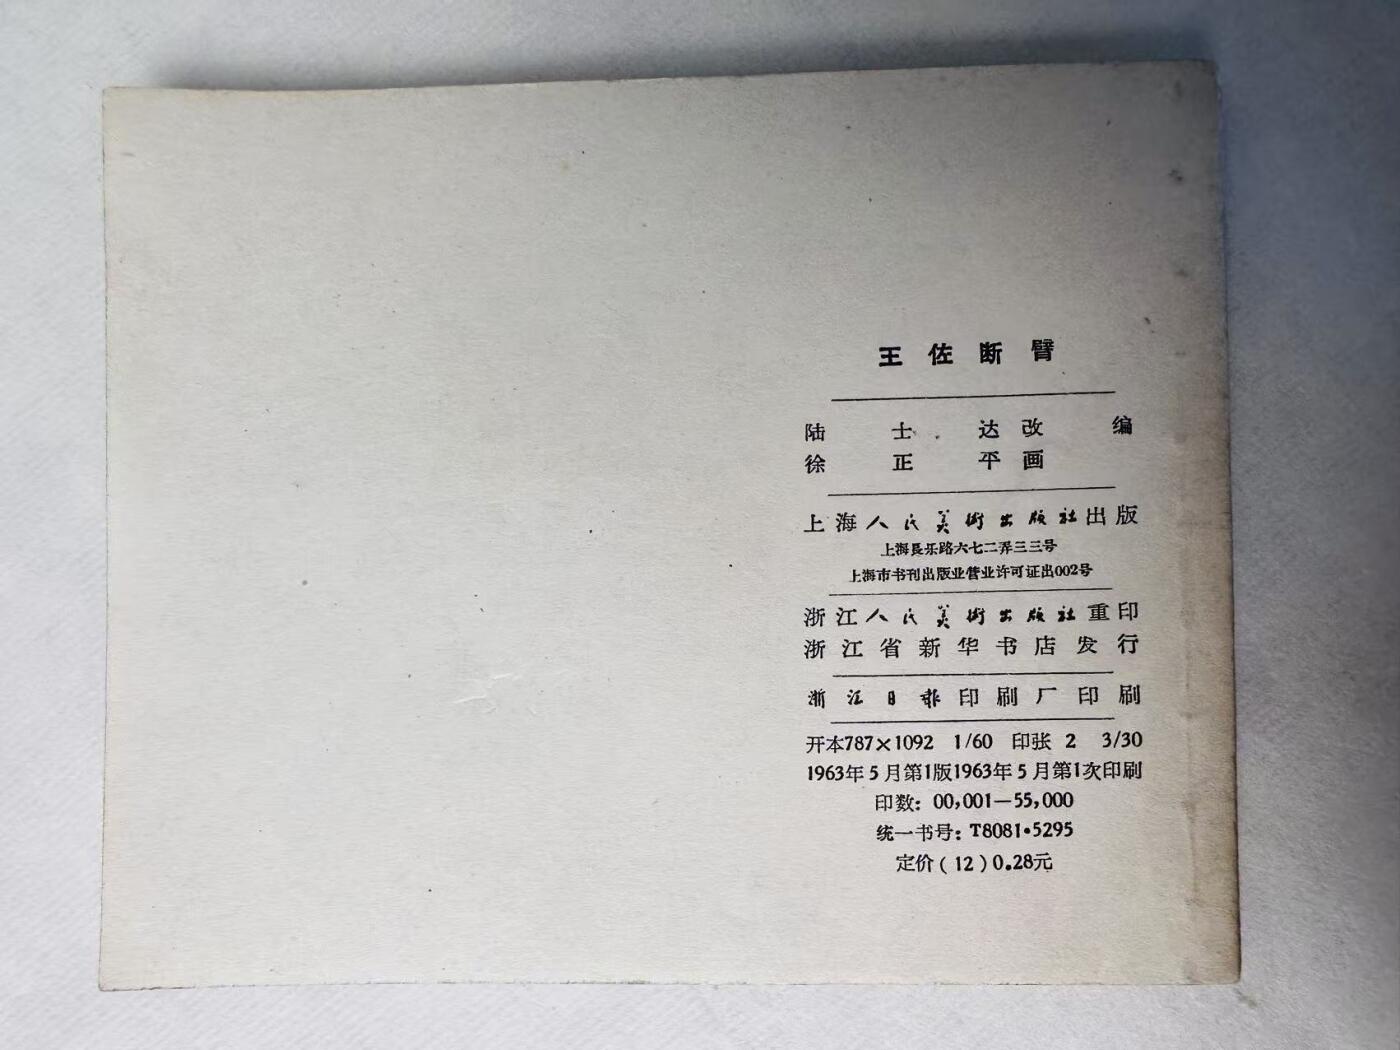 王佐断臂
陆士达改编
徐正平画
上海人民美术出版社出版
上海長乐路六七二弄三三号
上海市书刊出版业营业许可证出002号
浙江人民美术出版社重印
浙江省新华书店发行
浙江日报印刷厂印刷
开本787×1092 1/60 印张 2 3/30
1963年5月第1版1963年5月第1次印刷
印数：00,001—55,000
统一书号：T8081·5295
定价(12)0.28元